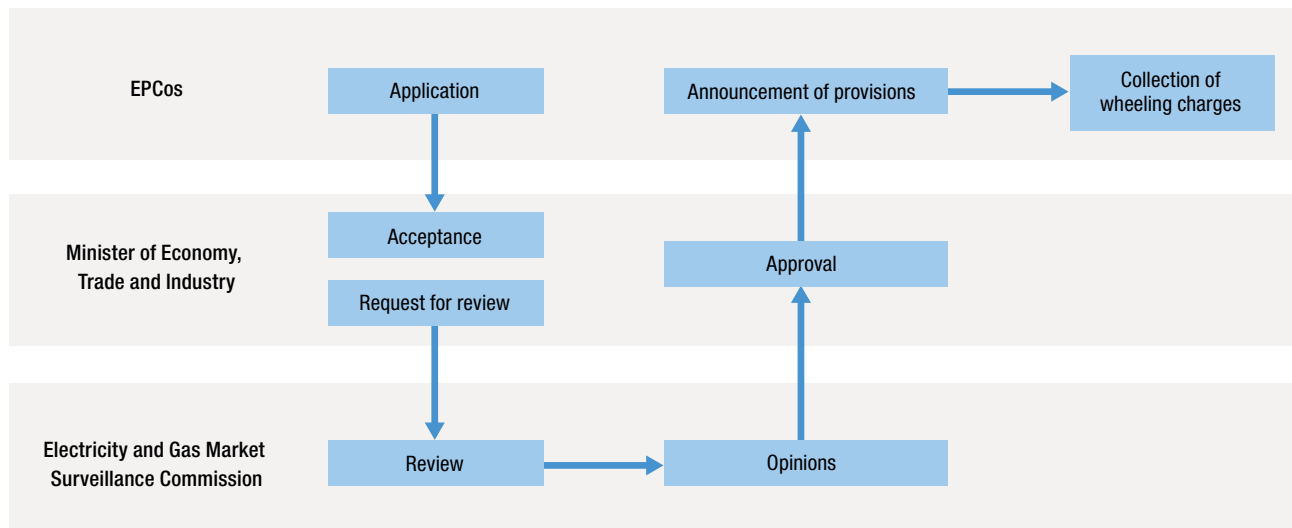 EPCos
Application
Announcement of provisions
Collection of
wheeling charges
Minister of Economy,
Trade and Industry
Acceptance
Request for review
Approval
Electricity and Gas Market
Surveillance Commission
Review
Opinions